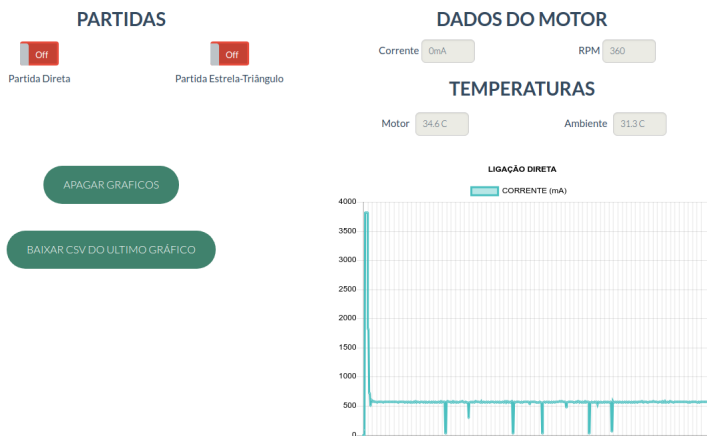 PARTIDAS
Off
Off
Partida Direta
Partida Estrela-Triângulo
APAGAR GRAFICOS
BAIXAR CSV DO ULTIMO GRÁFICO
DADOS DO MOTOR
Corrente 0mA
RPM 360
TEMPERATURAS
Motor 34.6 C
Ambiente 31.3 C
LIGAÇÃO DIRETA
CORRENTE (mA)
4000
3500
3000
2500
2000
1500
1000
500
0